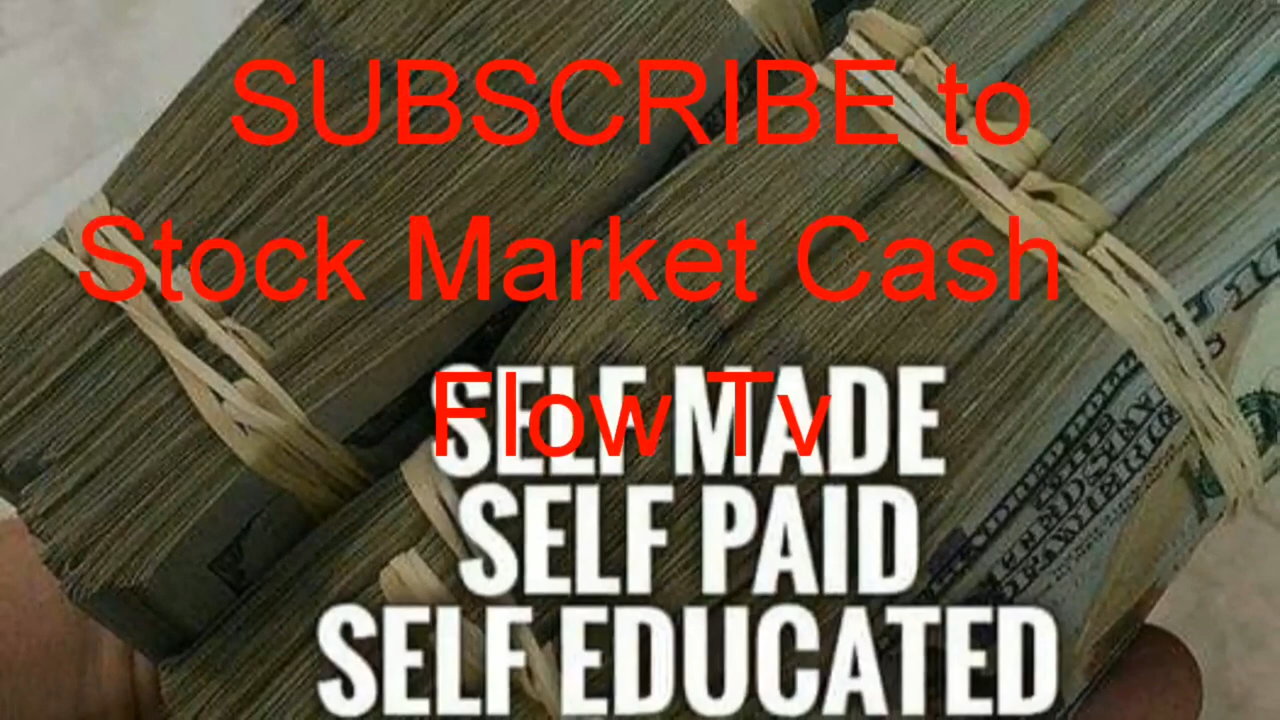 SUBSCRIBE to
Stock Market Cash
Flow Tv
SELF MADE
SELF PAID
SELF EDUCATED